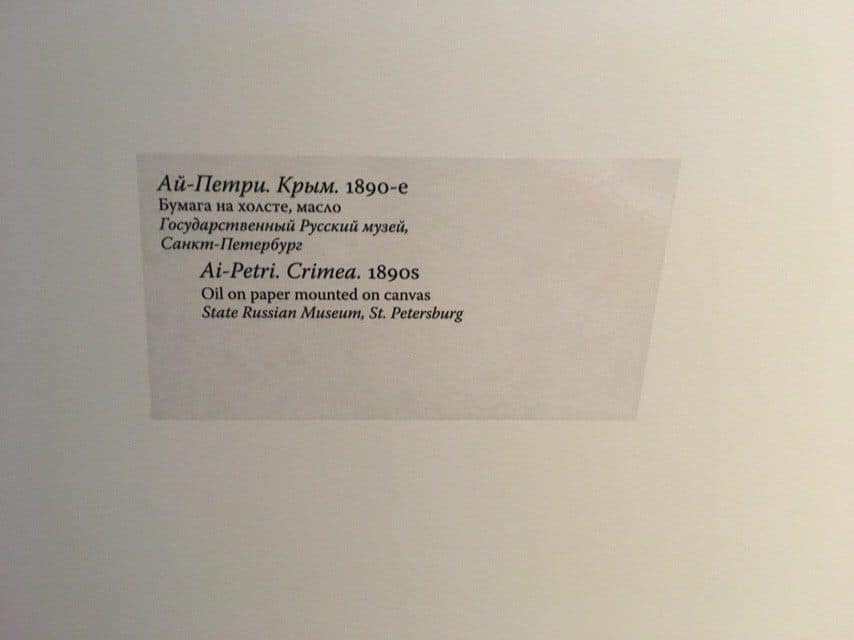 Ай-Петри. Крым. 1890-е
Бумага на холсте, масло
Государственный Русский музей,
Санкт-Петербург
Ai-Petri. Crimea. 1890s
Oil on paper mounted on canvas
State Russian Museum, St. Petersburg